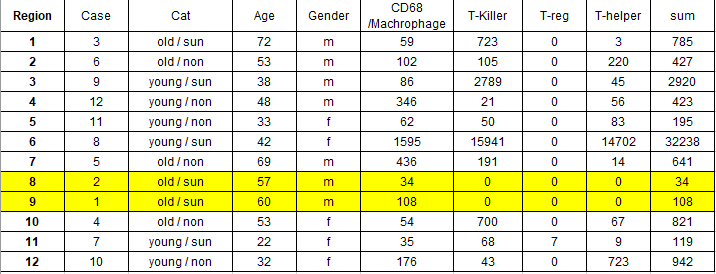 Region Case Cat Age Gender CD68 /Machrophage T-Killer T-reg T-helper sum
1 3 old / sun 72 m 59 723 0 3 785
2 6 old / non 53 m 102 105 0 220 427
3 9 young / sun 38 m 86 2789 0 45 2920
4 12 young / non 48 m 346 21 0 56 423
5 11 young / non 33 f 62 50 0 83 195
6 8 young / sun 42 f 1595 15941 0 14702 32238
7 5 old / non 69 m 436 191 0 14 641
8 2 old / sun 57 m 34 0 0 0 34
9 1 old / sun 60 m 108 0 0 0 108
10 4 old / non 53 f 54 700 0 67 821
11 7 young / sun 22 f 35 68 7 9 119
12 10 young / non 32 f 176 43 0 723 942